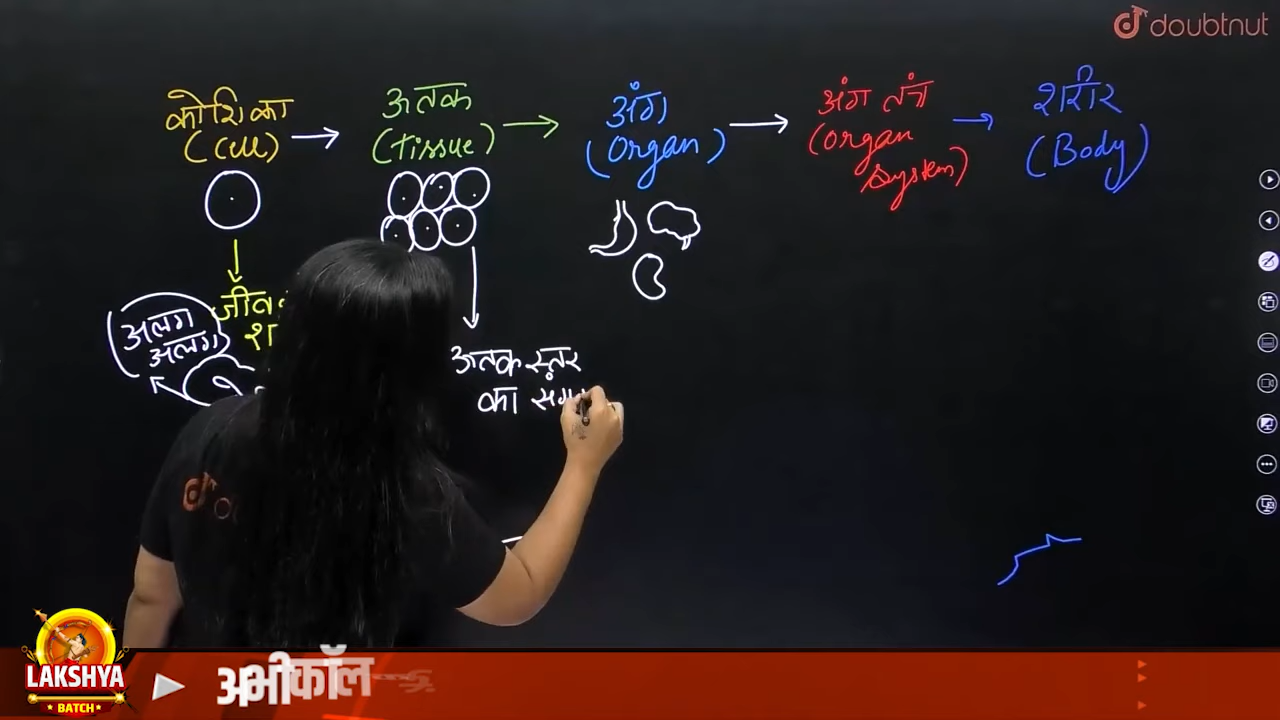 doubtnut
कोशिका
(Cell)
ऊतक
(Tissue)
अंग
(Organ)
अंग तंत्र
(Organ
System)
शरीर
(Body)
अलग
अलग
ऊतक स्तर
का
LAKSHYA
BATCH
अभी कॉल